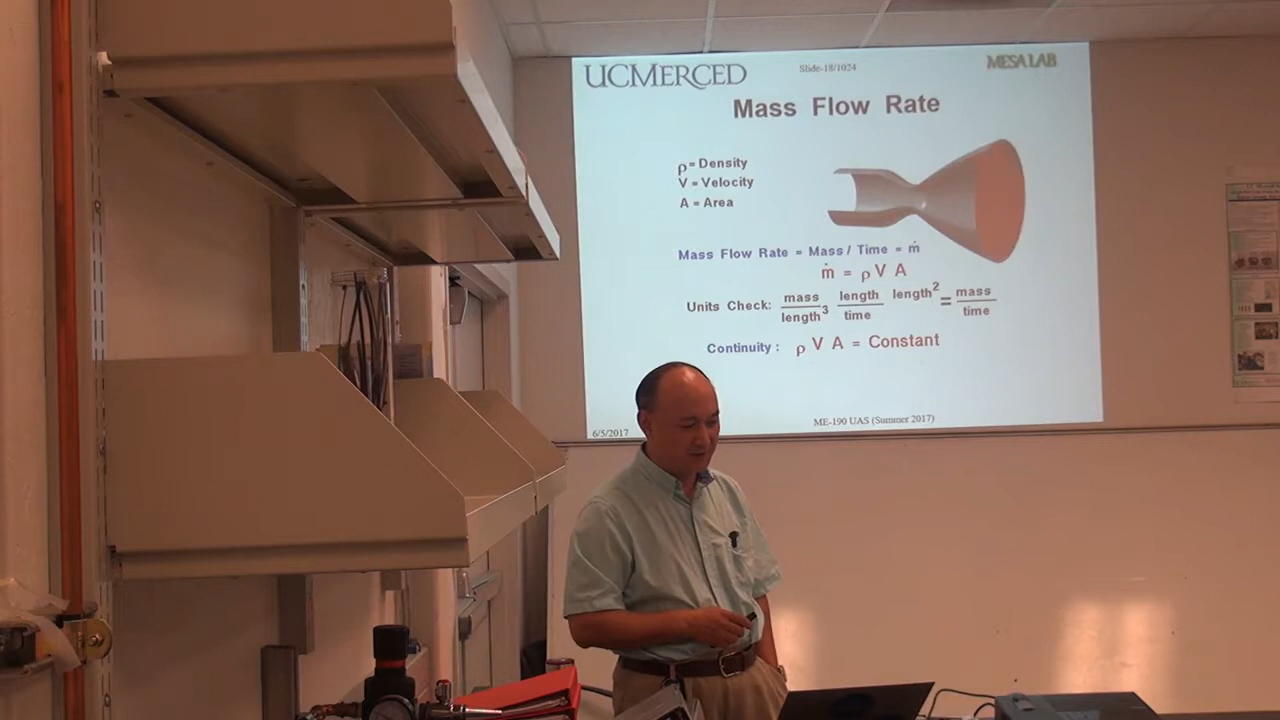 UCMERCED
Slide-18/1024
MESA LAB
Mass Flow Rate
ρ = Density
V = Velocity
A = Area
Mass Flow Rate = Mass / Time = ṁ
ṁ = ρ V A
Units Check: mass/length³ length/time length² = mass/time
Continuity : ρ V A = Constant
6/5/2017
ME-190 UAS (Summer 2017)